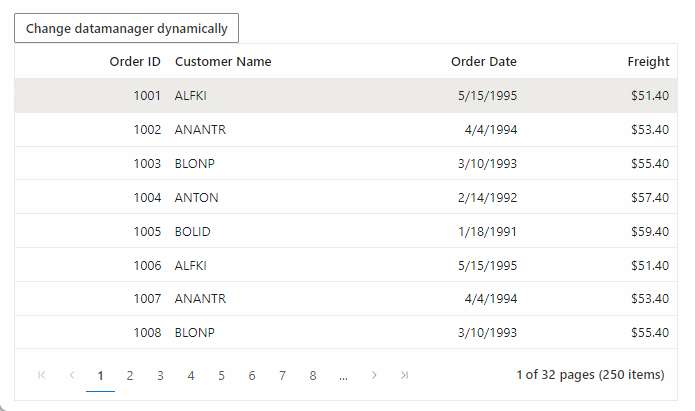 Change datamanager dynamically
Order ID Customer Name Order Date Freight
1001 ALFKI 5/15/1995 $51.40
1002 ANANTR 4/4/1994 $53.40
1003 BLONP 3/10/1993 $55.40
1004 ANTON 2/14/1992 $57.40
1005 BOLID 1/18/1991 $59.40
1006 ALFKI 5/15/1995 $51.40
1007 ANANTR 4/4/1994 $53.40
1008 BLONP 3/10/1993 $55.40
1 2 3 4 5 6 7 8 ... 1 of 32 pages (250 items)